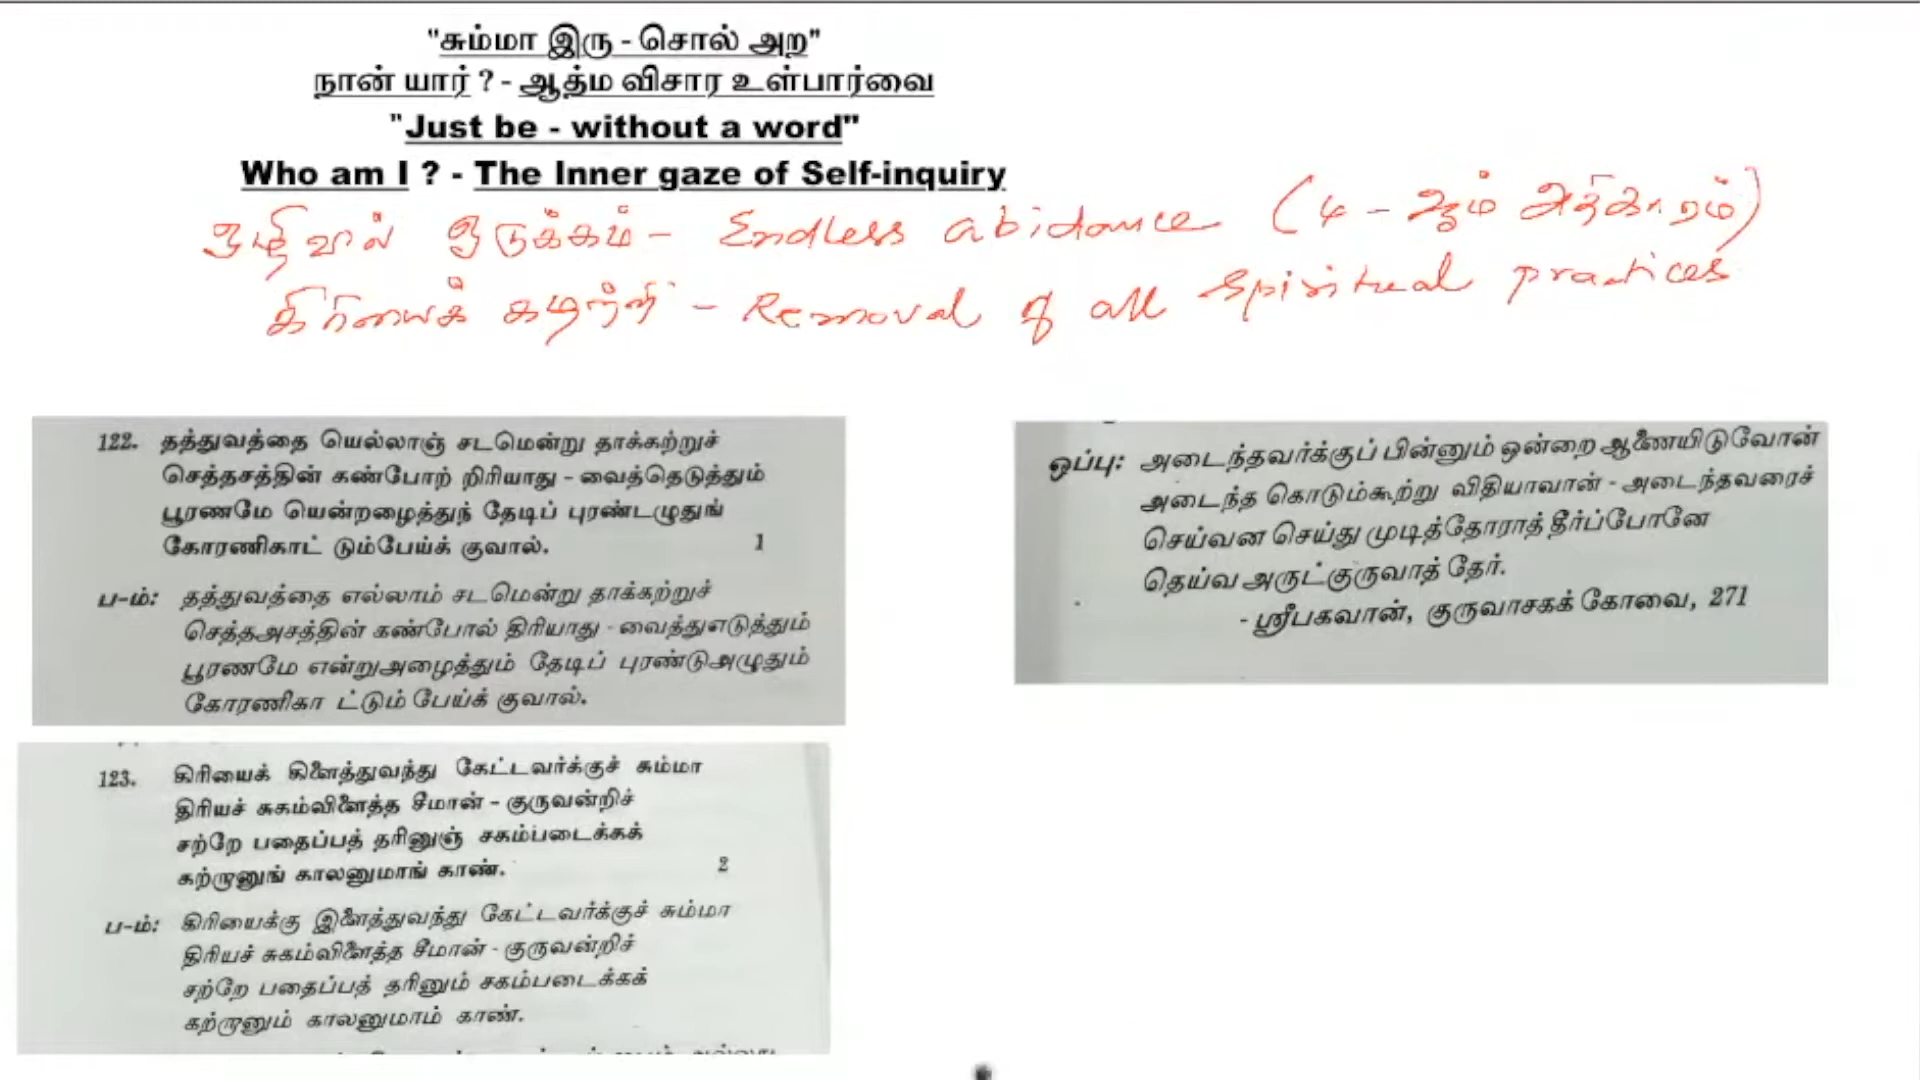 "சும்மா இரு - சொல் அற"
நான் யார் ? - ஆத்ம விசார உள்பார்வை
"Just be - without a word"
Who am I ? - The Inner gaze of Self-inquiry
ஒழிவில் ஒடுக்கம் - Endless abidance (4 - ஆம் அதிகாரம்)
கிரியைக் கழற்றி - Removal of all Spiritual practices
122. தத்துவத்தை யெல்லாஞ் சடமென்று தாக்கற்றுச்
செத்தசத்தின் கண்போற் றிரியாது - வைத்தெடுத்தும்
பூரணமே யென்றழைத்துந் தேடிப் புரண்டழுதுங்
கோரணிகாட் டும்பேய்க் குவால். 1
ப-ம்: தத்துவத்தை எல்லாம் சடமென்று தாக்கற்றுச்
செத்தஅசத்தின் கண்போல் திரியாது - வைத்துஎடுத்தும்
பூரணமே என்றுஅழைத்தும் தேடிப் புரண்டுஅழுதும்
கோரணிகா ட்டும் பேய்க் குவால்.
123. கிரியைக் கிளைத்துவந்து கேட்டவர்க்குச் சும்மா
திரியச் சுகம்விளைத்த சீமான் - குருவன்றிச்
சற்றே பதைப்பத் தரினுஞ் சகம்படைக்கக்
கற்றானுங் காலனுமாங் காண். 2
ப-ம்: கிரியைக்கு இளைத்துவந்து கேட்டவர்க்குச் சும்மா
திரியச் சுகம்விளைத்த சீமான் - குருவன்றிச்
சற்றே பதைப்பத் தரினும் சகம்படைக்கக்
கற்றானும் காலனுமாம் காண்.
ஒப்பு: அடைந்தவர்க்குப் பின்னும் ஒன்றை ஆணையிடுவோன்
அடைந்த கொடும்கூற்று விதியாவான் - அடைந்தவரைச்
செய்வன செய்து முடித்தோராத் தீர்ப்போனே
தெய்வ அருட்குருவாத் தேர்.
- ஸ்ரீபகவான், குருவாசகக் கோவை, 271